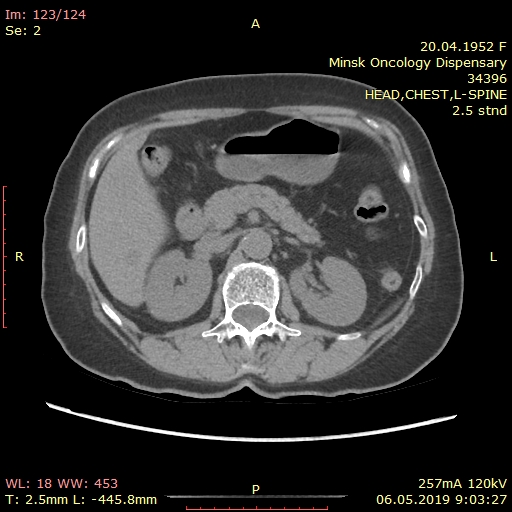 Im: 123/124
Se: 2
A
20.04.1952 F
Minsk Oncology Dispensary
34396
HEAD,CHEST,L-SPINE
2.5 stnd
R
L
WL: 18 WW: 453
T: 2.5mm L: -445.8mm
P
257mA 120kV
06.05.2019 9:03:27